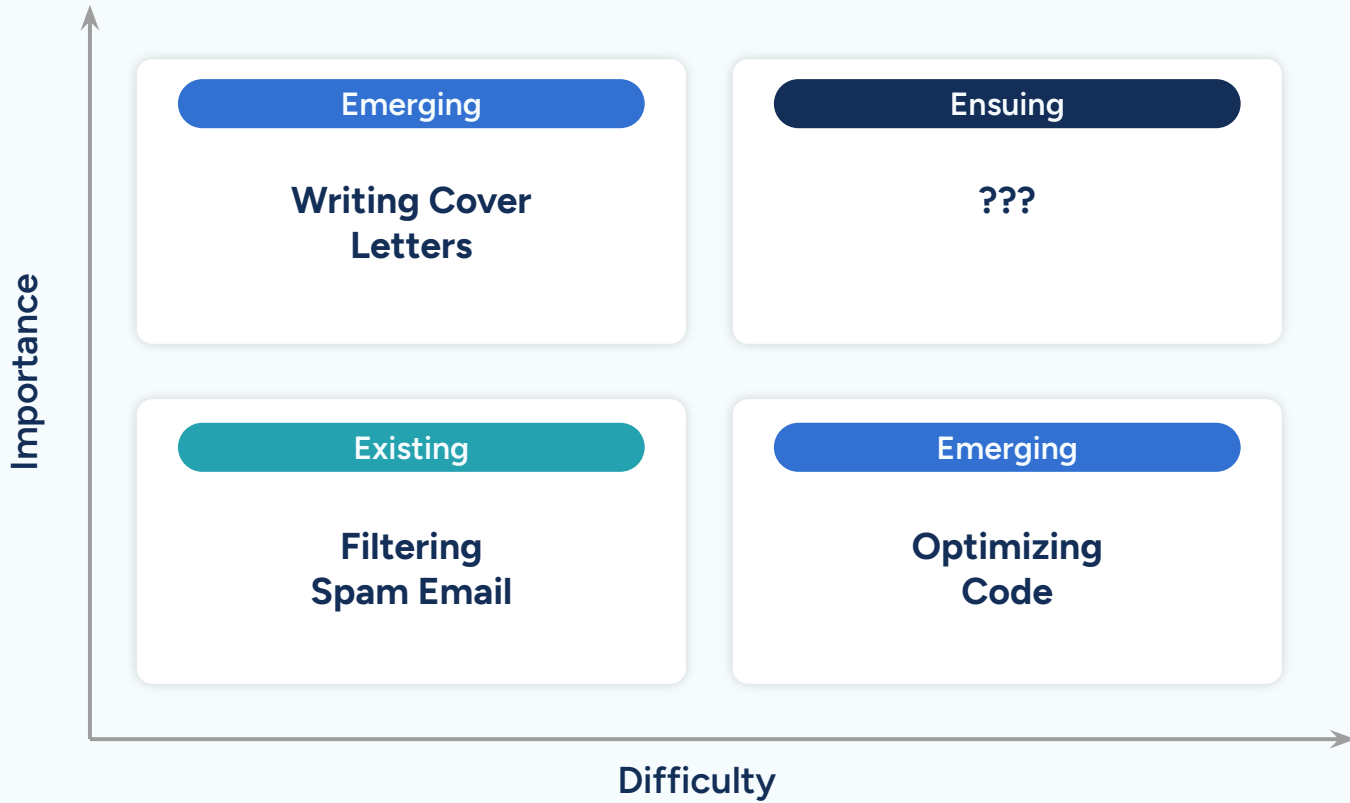 Emerging
Writing Cover
Letters
Ensuing
???
Importance
Existing
Filtering
Spam Email
Emerging
Optimizing
Code
Difficulty